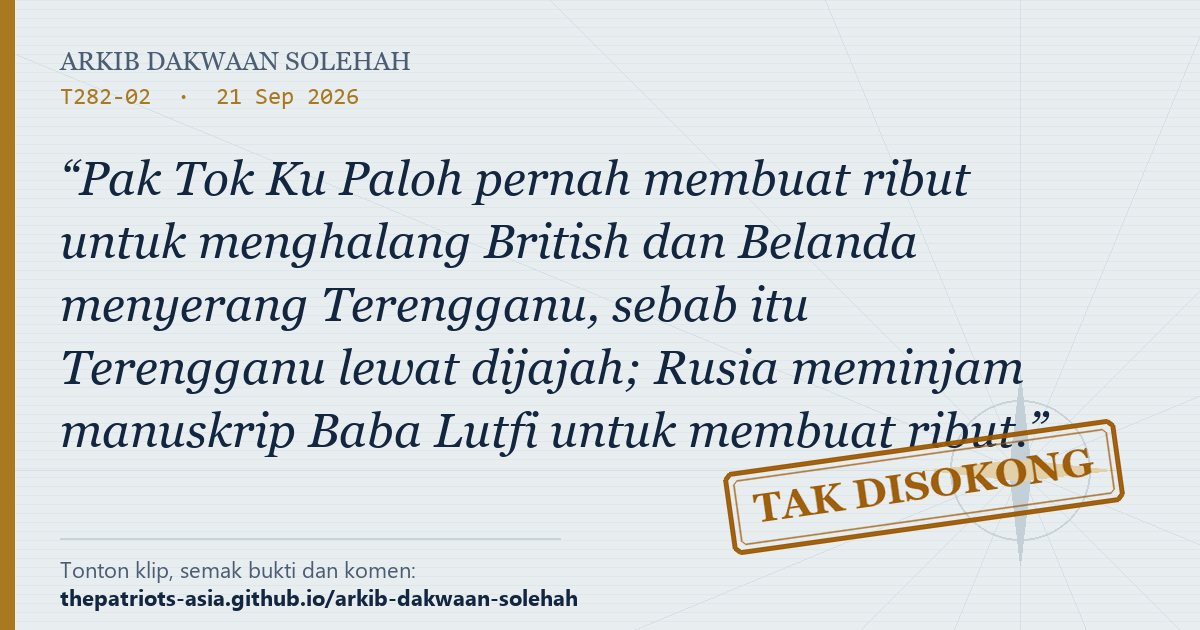 ARKIB DAKWAAN SOLEHAH
T282-02 · 21 Sep 2026
“Pak Tok Ku Paloh pernah membuat ribut
untuk menghalang British dan Belanda
menyerang Terengganu, sebab itu
Terengganu lewat dijajah; Rusia meminjam
manuskrip Baba Lutfi untuk membuat ribut.”
TAK DISOKONG
Tonton klip, semak bukti dan komen:
thepatriots-asia.github.io/arkib-dakwaan-solehah